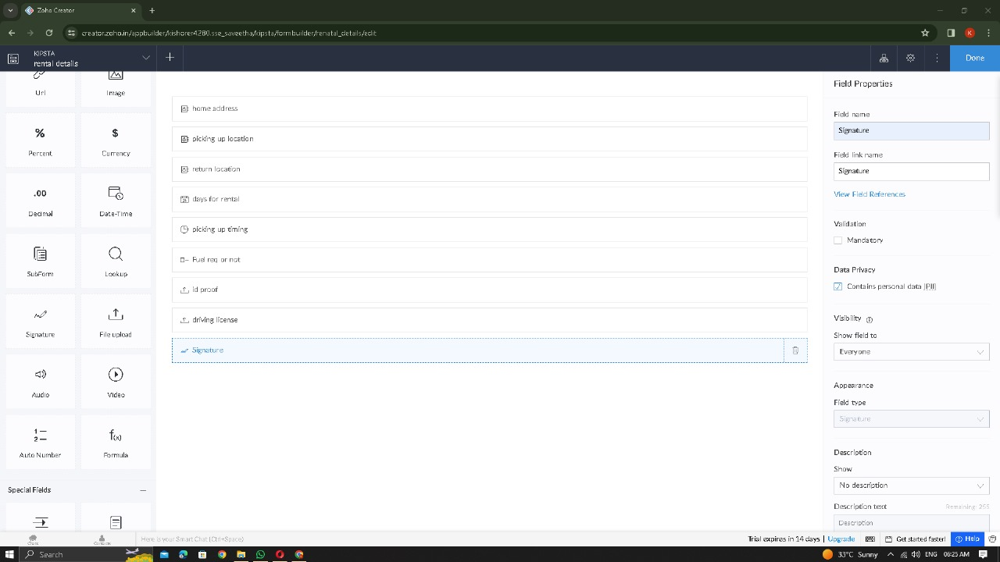 Zoho Creator
creator.zoho.in/appbuilder/kishorer4280.sse_saveetha/kipsta/formbuilder/renatal_details/edit
K
KIPSTA
rental details
Done
Url
Image
%
Percent
$
Currency
.00
Decimal
Date-Time
SubForm
Lookup
Signature
File upload
Audio
Video
Auto Number
f(x)
Formula
Special Fields
home address
picking up location
return location
days for rental
picking up timing
Fuel req or not
id proof
driving license
Signature
Field Properties
Field name
Signature
Field link name
Signature
View Field References
Validation
Mandatory
Data Privacy
Contains personal data [PII]
Visibility
Show field to
Everyone
Appearance
Field type
Signature
Description
Show
No description
Description text
Remaining: 255
Description
Chats
Contacts
Here is your Smart Chat (Ctrl+Space)
Trial expires in 14 days | Upgrade
Get started faster!
Help
Search
33°C Sunny
ENG
06:25 AM